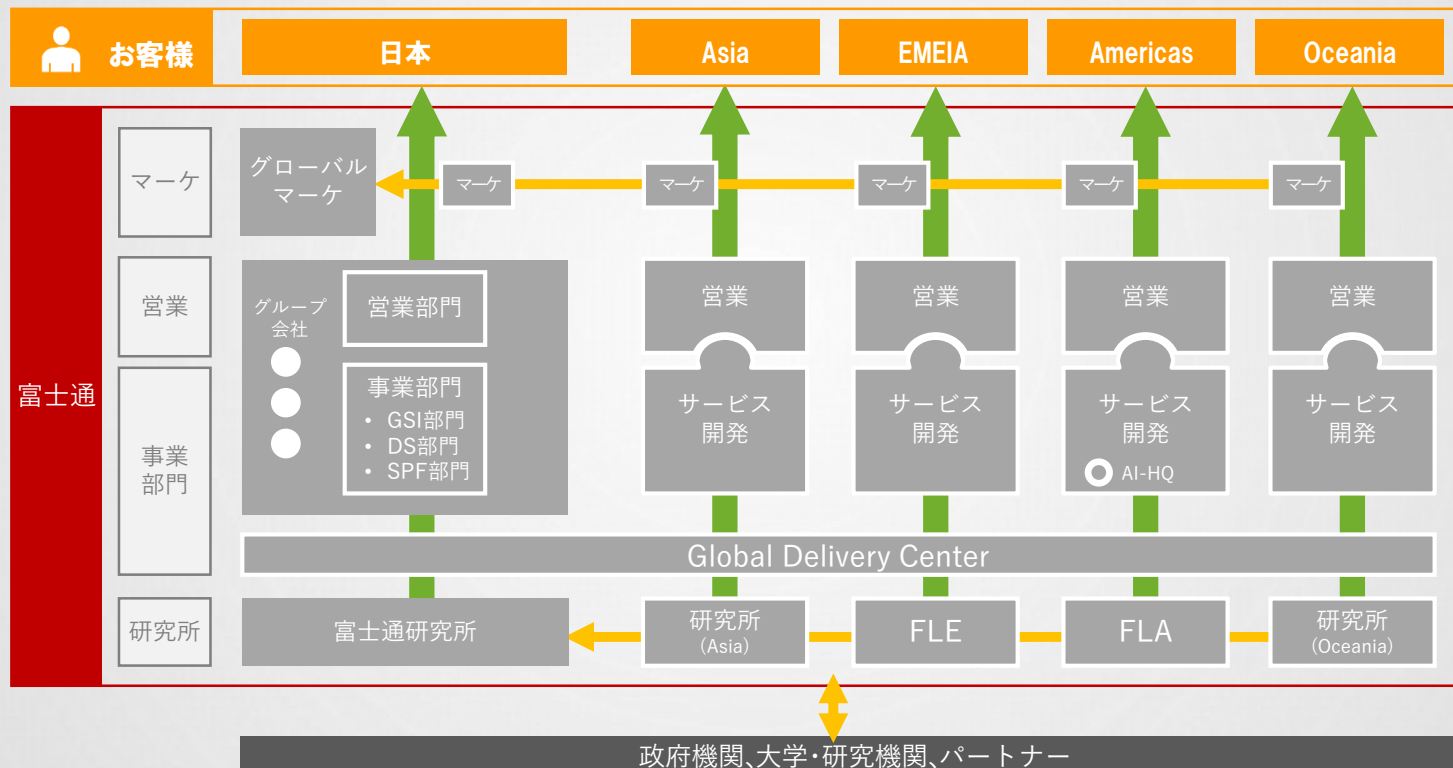 お客様
日本
Asia
EMEIA
Americas
Oceania
富士通
マーケ
グローバル
マーケ
マーケ
マーケ
マーケ
マーケ
マーケ
営業
グループ
会社
営業部門
営業
営業
営業
営業
事業
部門
事業部門
• GSI部門
• DS部門
• SPF部門
サービス
開発
サービス
開発
サービス
開発
AI-HQ
サービス
開発
Global Delivery Center
研究所
富士通研究所
研究所
(Asia)
FLE
FLA
研究所
(Oceania)
政府機関、大学・研究機関、パートナー